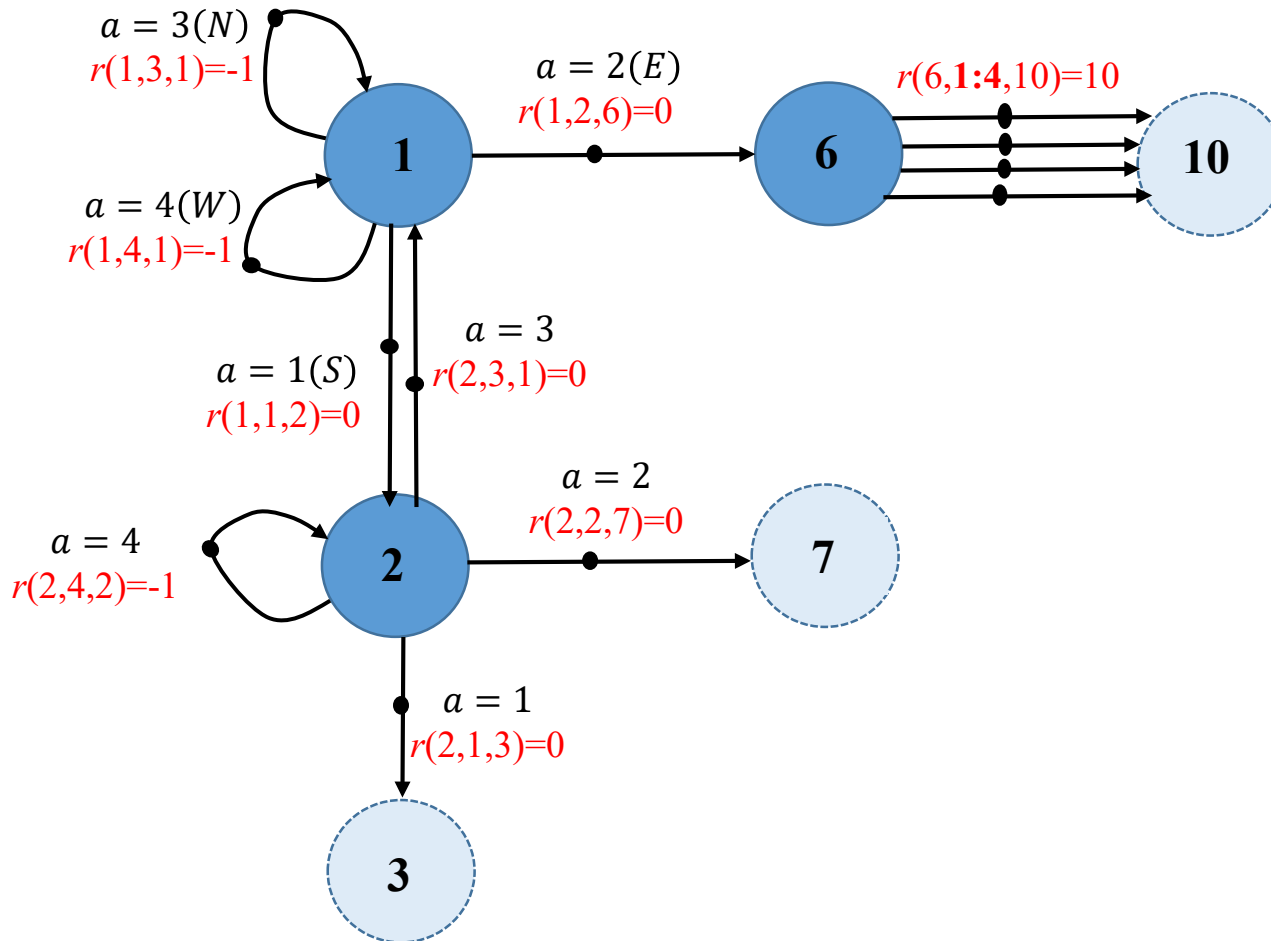 a = 3(N)
r(1,3,1)=-1
a = 2(E)
r(1,2,6)=0
r(6,1:4,10)=10
1
6
10
a = 4(W)
r(1,4,1)=-1
a = 3
r(2,3,1)=0
a = 1(S)
r(1,1,2)=0
a = 2
r(2,2,7)=0
a = 4
r(2,4,2)=-1
2
7
a = 1
r(2,1,3)=0
3